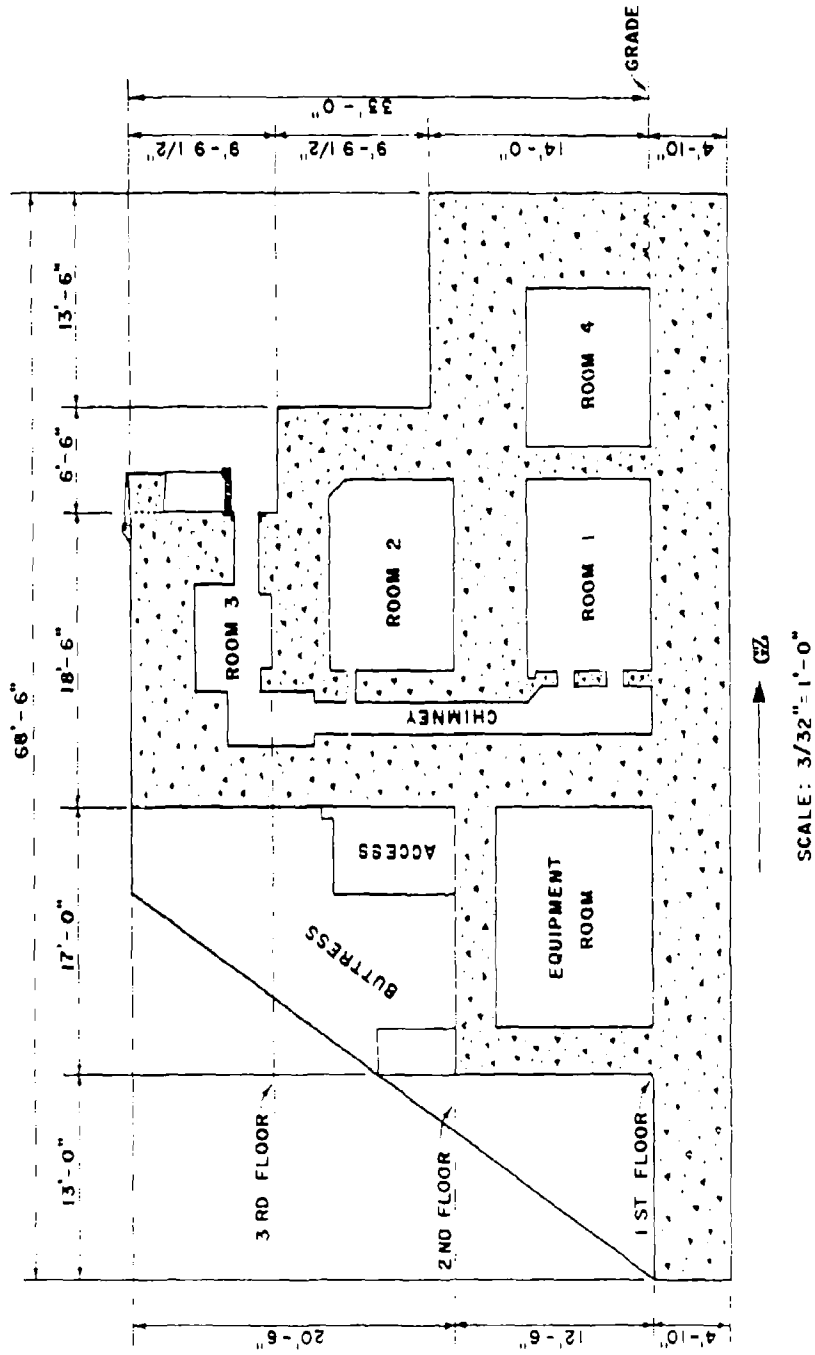 68'-6"
13'-0"
17'-0"
18'-6"
6'-6"
13'-6"
20'-6"
12'-6"
4'-10"
9'-9 1/2"
9'-9 1/2"
14'-0"
4'-10"
33'-0"
GRADE
3 RD FLOOR
2 ND FLOOR
1 ST FLOOR
BUTTRESS
ACCESS
EQUIPMENT
ROOM
CHIMNEY
ROOM 3
ROOM 2
ROOM 1
ROOM 4
GZ
SCALE: 3/32" = 1'-0"